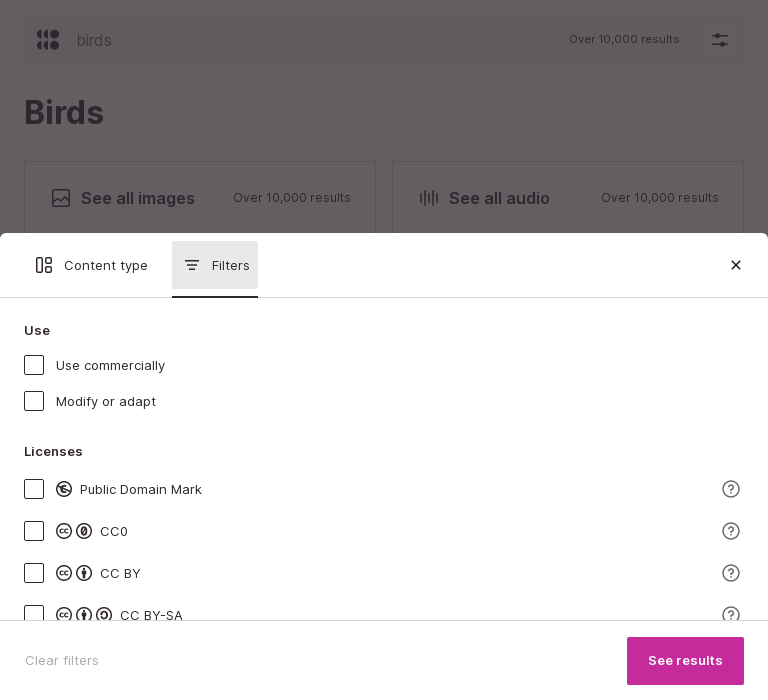 birds
Over 10,000 results
Birds
See all images
Over 10,000 results
See all audio
Over 10,000 results
Content type
Filters
Use
Use commercially
Modify or adapt
Licenses
Public Domain Mark
CC0
CC BY
CC BY-SA
Clear filters
See results